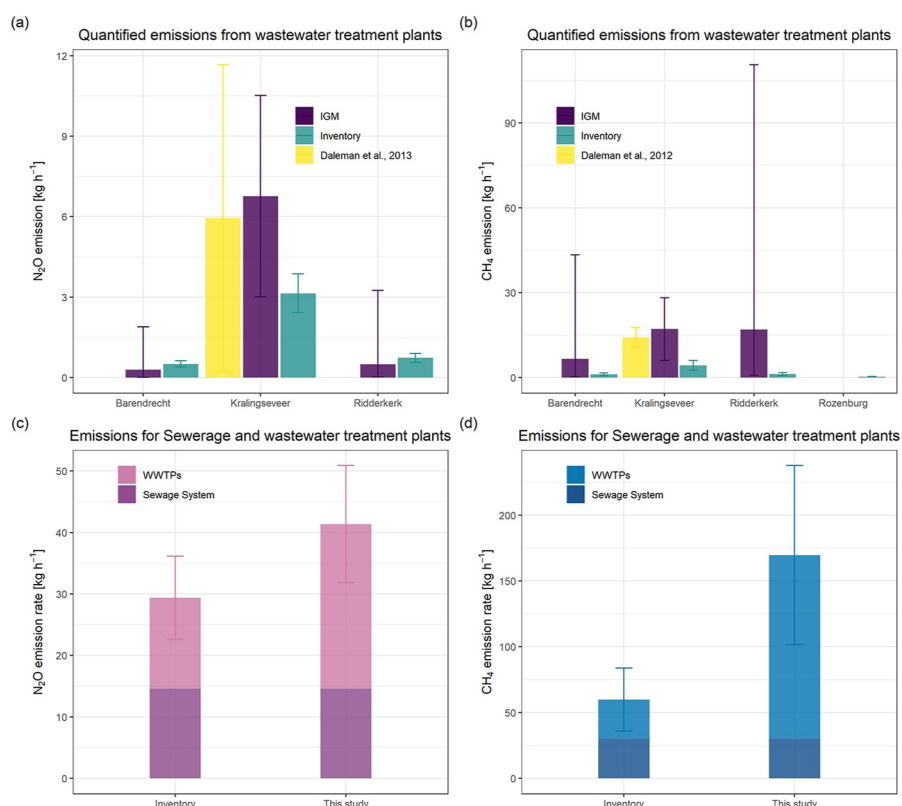 (a)
Quantified emissions from wastewater treatment plants
12
9
6
3
0
N₂O emission [kg h⁻¹]
IGM
Inventory
Daleman et al., 2013
Barendrecht
Kralingseveer
Ridderkerk
(b)
Quantified emissions from wastewater treatment plants
90
60
30
0
CH₄ emission [kg h⁻¹]
IGM
Inventory
Daleman et al., 2012
Barendrecht
Kralingseveer
Ridderkerk
Rozenburg
(c)
Emissions for Sewerage and wastewater treatment plants
50
40
30
20
10
0
N₂O emission rate [kg h⁻¹]
WWTPs
Sewage System
Inventory
This study
(d)
Emissions for Sewerage and wastewater treatment plants
200
150
100
50
0
CH₄ emission rate [kg h⁻¹]
WWTPs
Sewage System
Inventory
This study